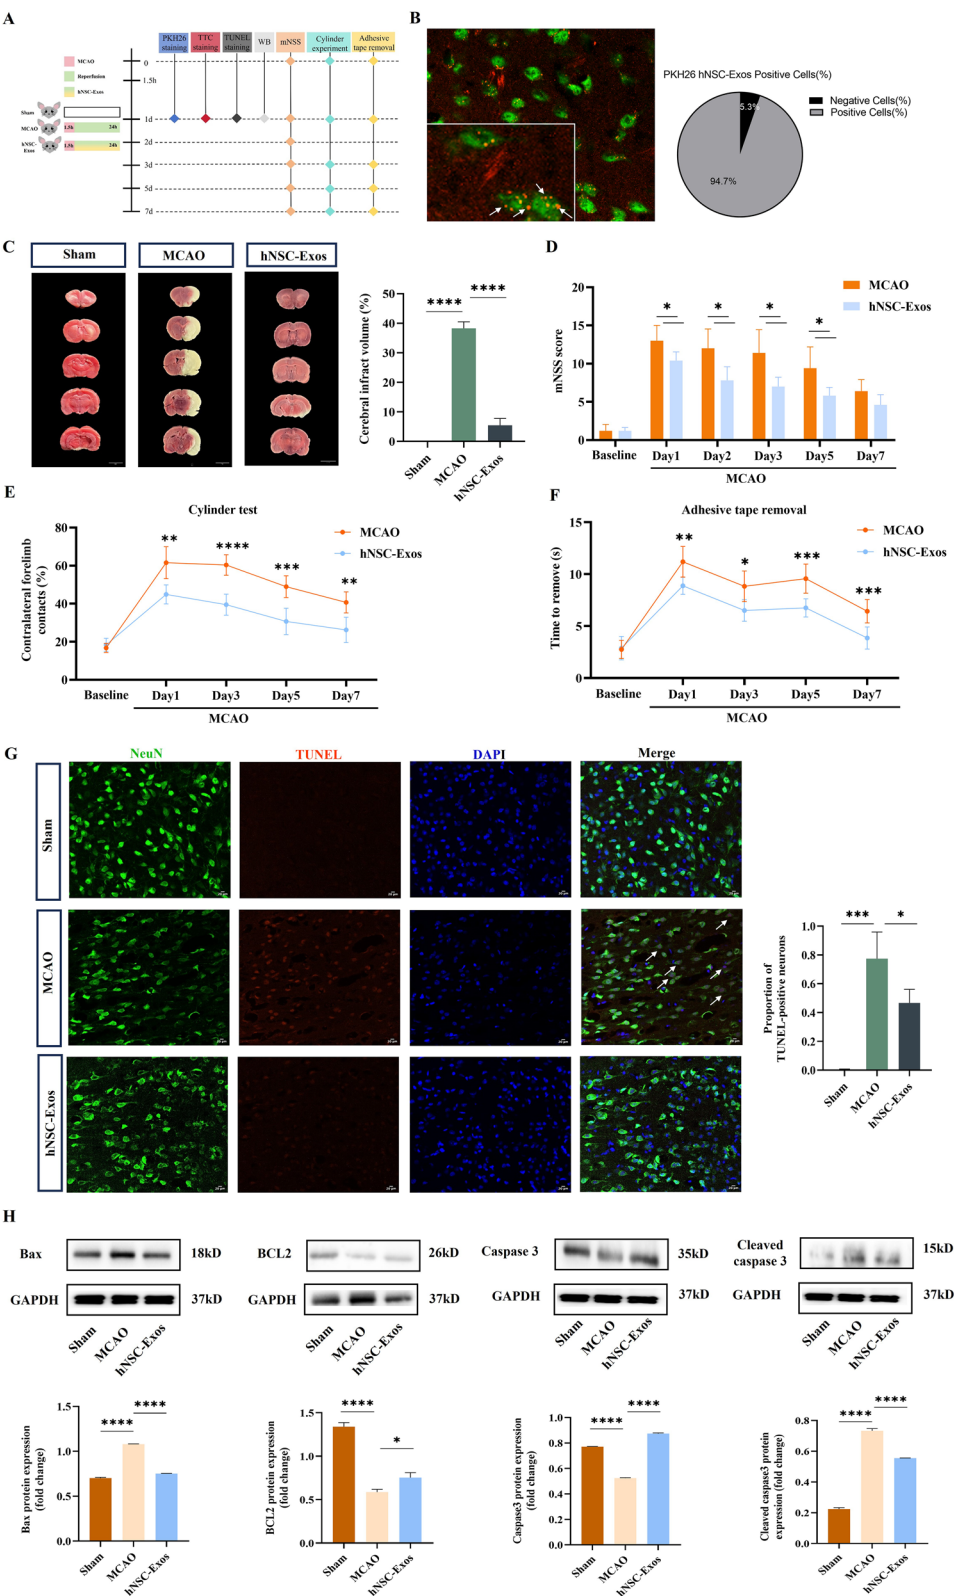 A
PKH26 staining
TTC staining
TUNEL staining
WB
mNSS
Cylinder experiment
Adhesive tape removal
MCAO
Reperfusion
hNSC-Exos
Sham
MCAO
1.5h
24h
hNSC-Exos
1.5h
24h
0
1.5h
1d
2d
3d
5d
7d
B
PKH26 hNSC-Exos Positive Cells(%)
5.3%
94.7%
Negative Cells(%)
Positive Cells(%)
C
Sham
MCAO
hNSC-Exos
Cerebral infract volume (%)
50
40
30
20
10
0
****
****
Sham
MCAO
hNSC-Exos
D
MCAO
hNSC-Exos
mNSS score
20
15
10
5
0
*
*
*
*
Baseline
Day1
Day2
Day3
Day5
Day7
MCAO
E
Cylinder test
MCAO
hNSC-Exos
Contralateral forelimb
contacts (%)
80
60
40
20
0
**
****
***
**
Baseline
Day1
Day3
Day5
Day7
MCAO
F
Adhesive tape removal
MCAO
hNSC-Exos
Time to remove (s)
15
10
5
0
**
*
***
***
Baseline
Day1
Day3
Day5
Day7
MCAO
G
NeuN
TUNEL
DAPI
Merge
Sham
MCAO
hNSC-Exos
Proportion of
TUNEL-positive neurons
1.0
0.8
0.6
0.4
0.2
0.0
***
*
Sham
MCAO
hNSC-Exos
H
Bax
18kD
GAPDH
37kD
Sham
MCAO
hNSC-Exos
BCL2
26kD
GAPDH
37kD
Sham
MCAO
hNSC-Exos
Caspase 3
35kD
GAPDH
37kD
Sham
MCAO
hNSC-Exos
Cleaved
caspase 3
15kD
GAPDH
37kD
Sham
MCAO
hNSC-Exos
Bax protein expression
(fold change)
1.5
1.0
0.5
0.0
****
****
Sham
MCAO
hNSC-Exos
BCL2 protein expression
(fold change)
1.5
1.0
0.5
0.0
****
*
Sham
MCAO
hNSC-Exos
Caspase3 protein expression
(fold change)
1.0
0.8
0.6
0.4
0.2
0.0
****
****
Sham
MCAO
hNSC-Exos
Cleaved caspase3 protein
expression (fold change)
0.8
0.6
0.4
0.2
0.0
****
****
Sham
MCAO
hNSC-Exos